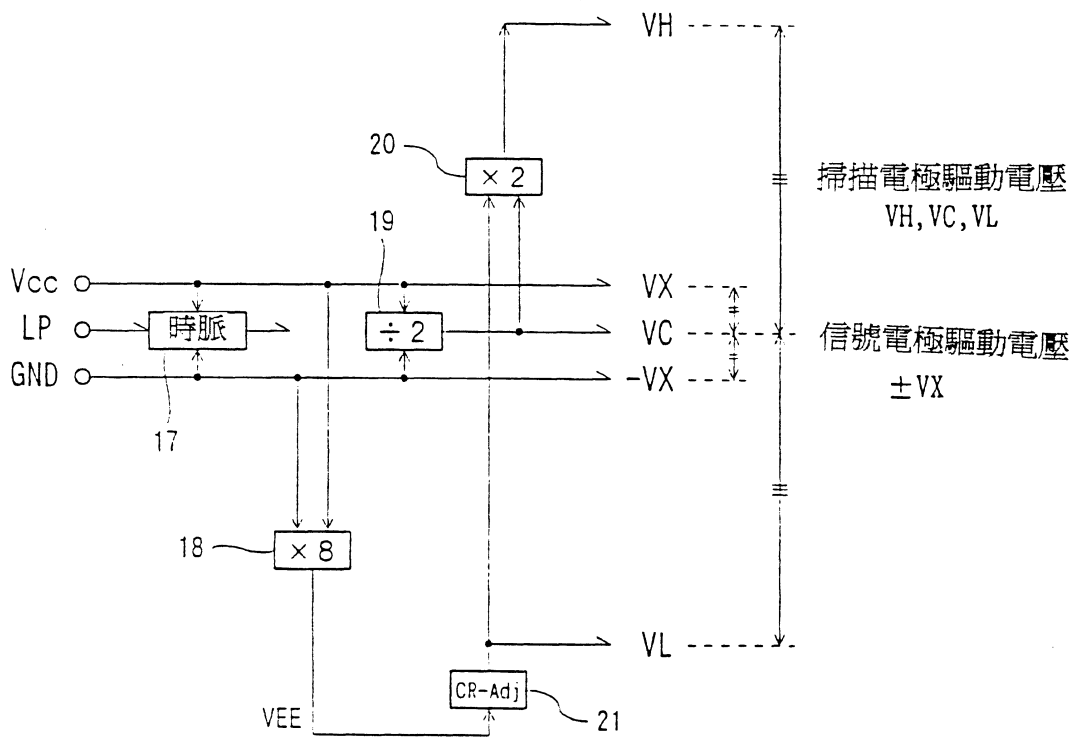 VH
20
× 2
掃描電極驅動電壓
VH,VC,VL
19
Vcc
VX
LP
時脈
÷ 2
VC
信號電極驅動電壓
GND
-VX
±VX
17
18
× 8
VL
CR-Adj
VEE
21